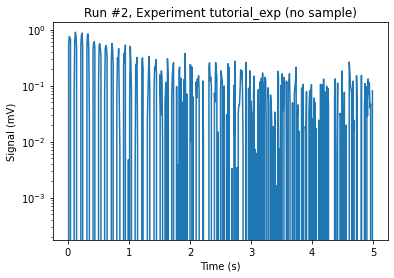 Run #2, Experiment tutorial_exp (no sample)
Signal (mV)
10⁰
10⁻¹
10⁻²
10⁻³
0 1 2 3 4 5
Time (s)